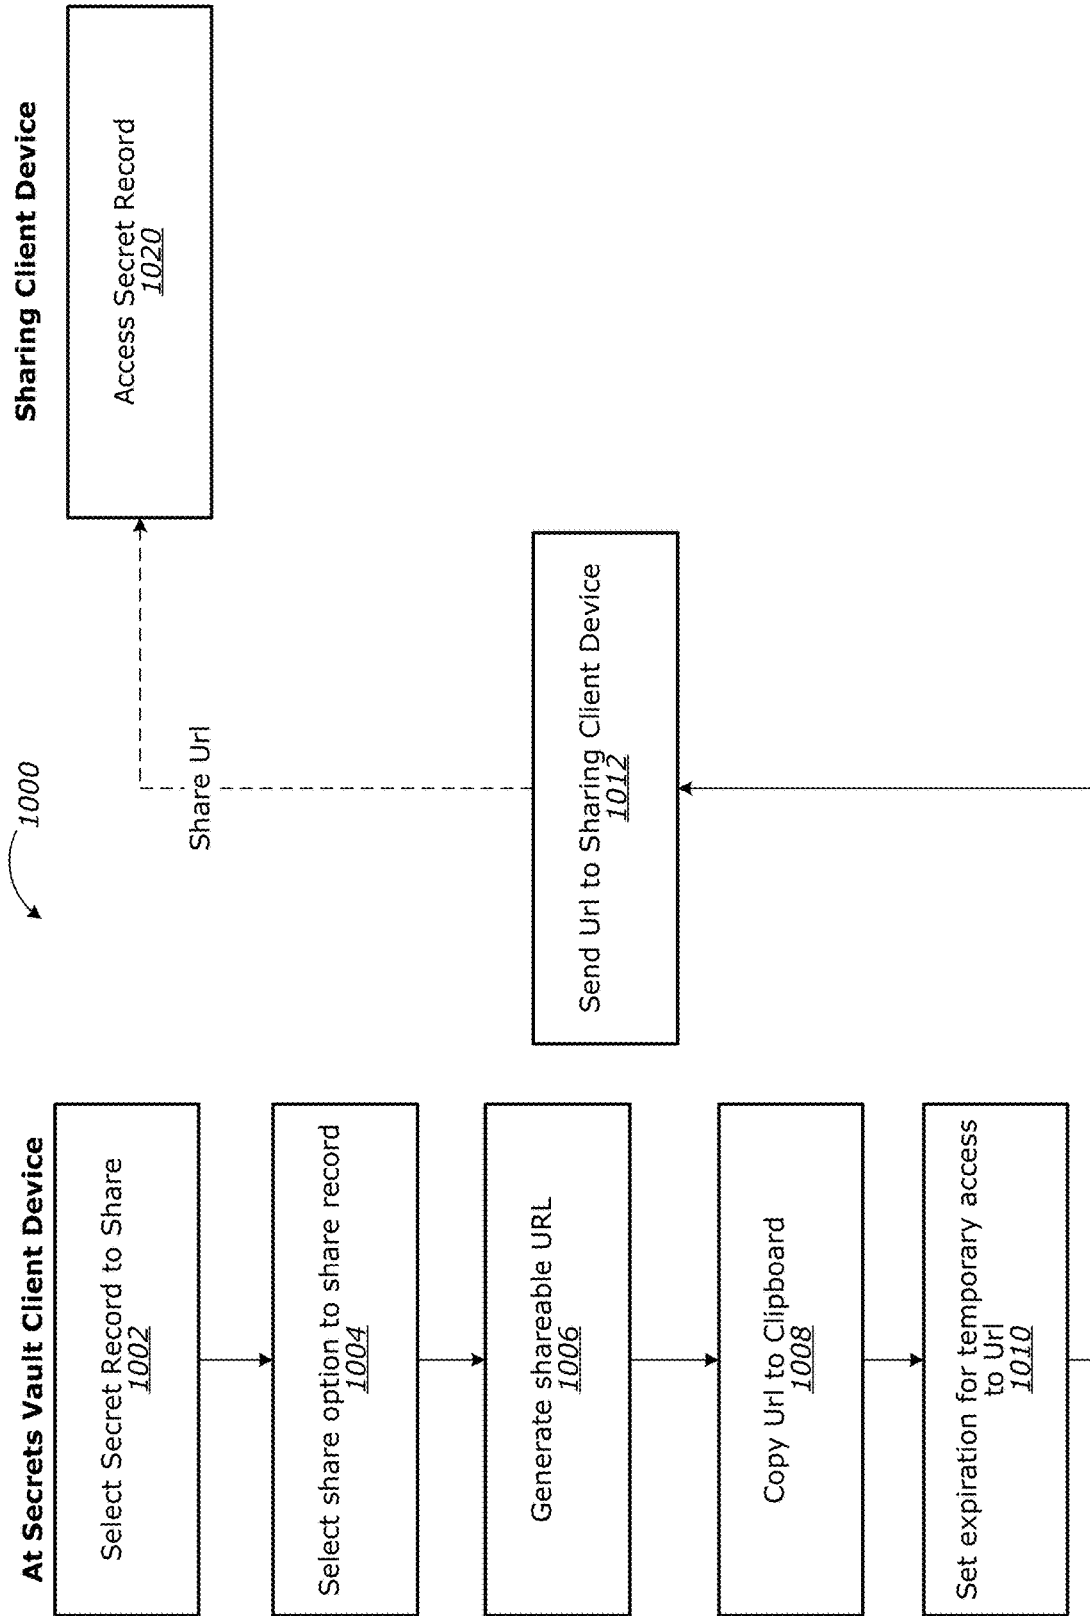 1000
At Secrets Vault Client Device
Select Secret Record to Share
1002
Select share option to share record
1004
Generate shareable URL
1006
Copy Url to Clipboard
1008
Set expiration for temporary access
to Url
1010
Send Url to Sharing Client Device
1012
Share Url
Sharing Client Device
Access Secret Record
1020